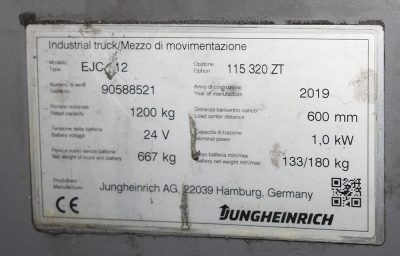 Industrial truck/Mezzo di movimentazione
Modello Type EJC 12 Opzione Option 115 320 ZT
Numero di serie Serial no. 90588521 Anno di costruzione Year of manufacture 2019
Portata nominale Rated capacity 1200 kg Distanza baricentro carico Load center distance 600 mm
Tensione della batteria Battery voltage 24 V Capacità di trazione Nominal power 1,0 kW
Peso a vuoto senza batteria Net weight of truck w/o battery 667 kg Peso batteria min/max Battery net weight min/max 133/180 kg
Produttore Manufacturer Jungheinrich AG, 22039 Hamburg, Germany
CE JUNGHEINRICH